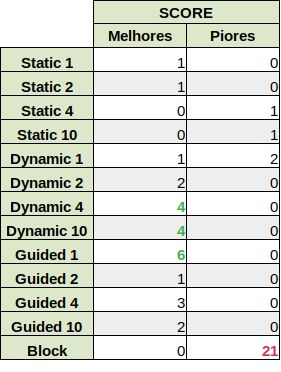 SCORE
Melhores Piores
Static 1 1 0
Static 2 1 0
Static 4 0 1
Static 10 0 1
Dynamic 1 1 2
Dynamic 2 2 0
Dynamic 4 4 0
Dynamic 10 4 0
Guided 1 6 0
Guided 2 1 0
Guided 4 3 0
Guided 10 2 0
Block 0 21